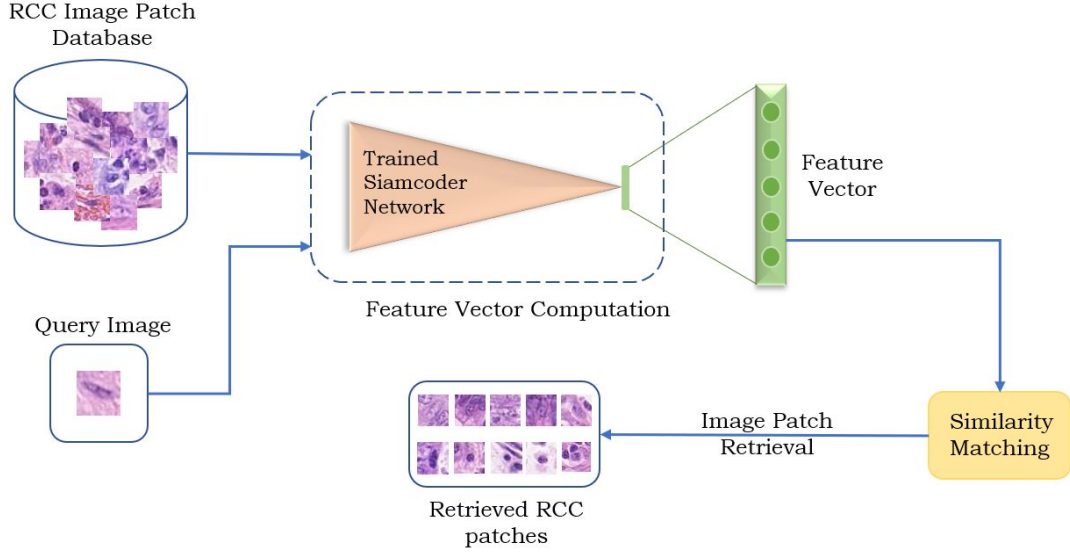 RCC Image Patch
Database
Trained
Siamcoder
Network
Feature
Vector
Feature Vector Computation
Query Image
Image Patch
Retrieval
Similarity
Matching
Retrieved RCC
patches